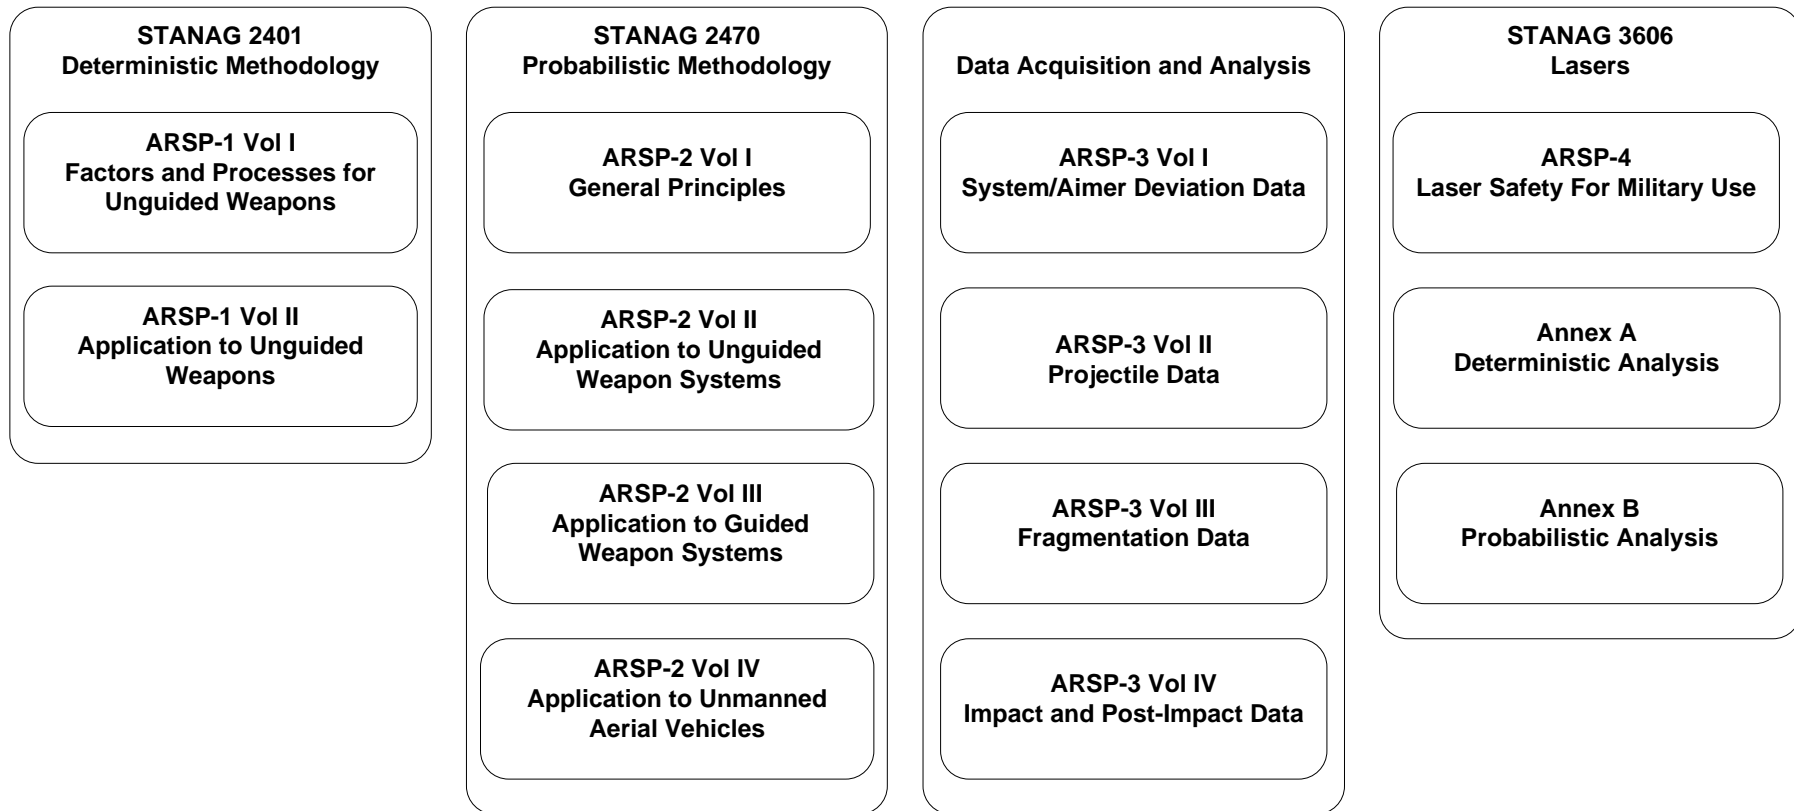 STANAG 2401
Deterministic Methodology
ARSP-1 Vol I
Factors and Processes for
Unguided Weapons
ARSP-1 Vol II
Application to Unguided
Weapons
STANAG 2470
Probabilistic Methodology
ARSP-2 Vol I
General Principles
ARSP-2 Vol II
Application to Unguided
Weapon Systems
ARSP-2 Vol III
Application to Guided
Weapon Systems
ARSP-2 Vol IV
Application to Unmanned
Aerial Vehicles
Data Acquisition and Analysis
ARSP-3 Vol I
System/Aimer Deviation Data
ARSP-3 Vol II
Projectile Data
ARSP-3 Vol III
Fragmentation Data
ARSP-3 Vol IV
Impact and Post-Impact Data
STANAG 3606
Lasers
ARSP-4
Laser Safety For Military Use
Annex A
Deterministic Analysis
Annex B
Probabilistic Analysis